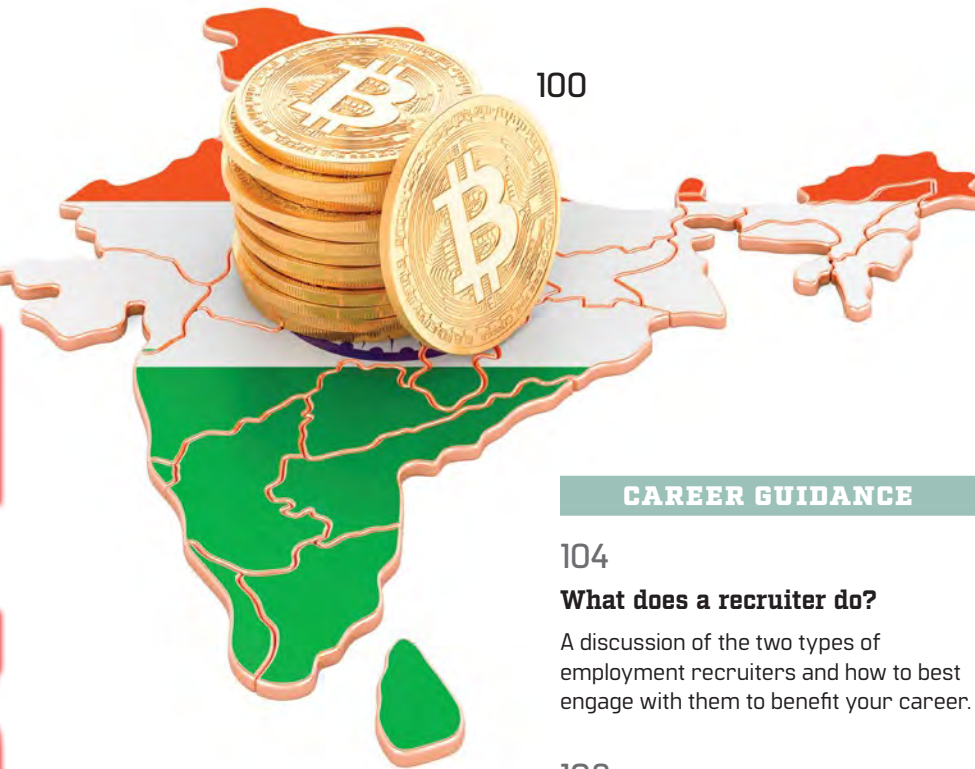 100
CAREER GUIDANCE
104
What does a recruiter do?
A discussion of the two types of
employment recruiters and how to best
engage with them to benefit your career.